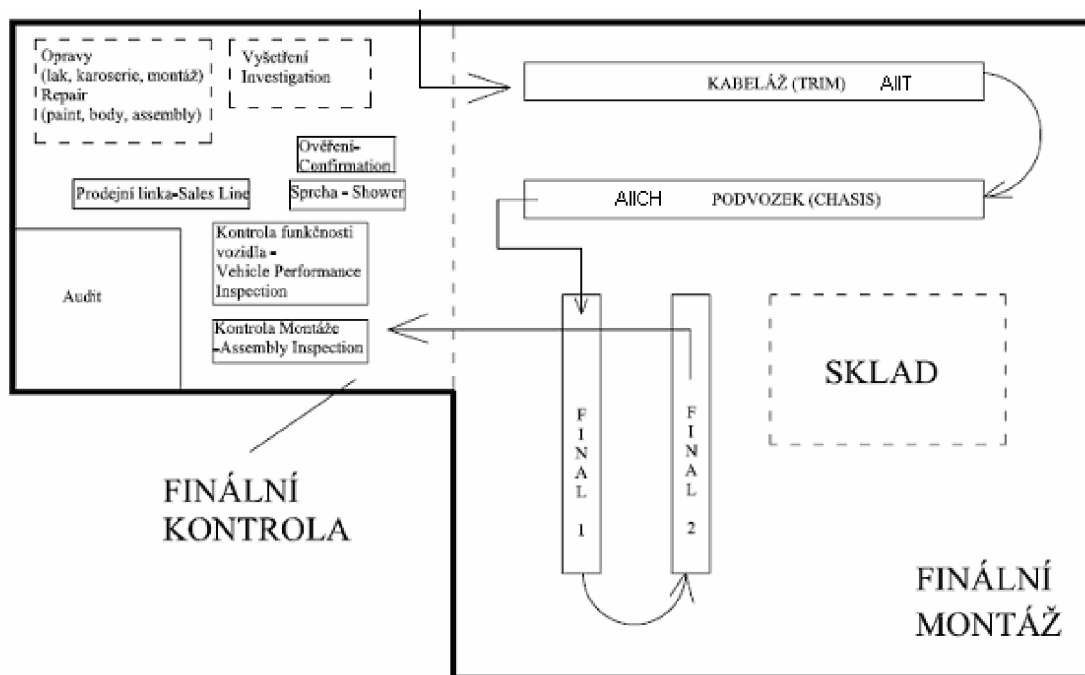 Opravy
(lak, karoserie, montáž)
Repair
(paint, body, assembly)
Vyšetření
Investigation
Ověření-
Confirmation
Prodejní linka-Sales Line
Sprcha - Shower
Kontrola funkčnosti
vozidla -
Vehicle Performance
Inspection
Audit
Kontrola Montáže
-Assembly Inspection
FINÁLNÍ
KONTROLA
KABELÁŽ (TRIM) AIIT
AIICH PODVOZEK (CHASIS)
FINAL 1
FINAL 2
SKLAD
FINÁLNÍ
MONTÁŽ